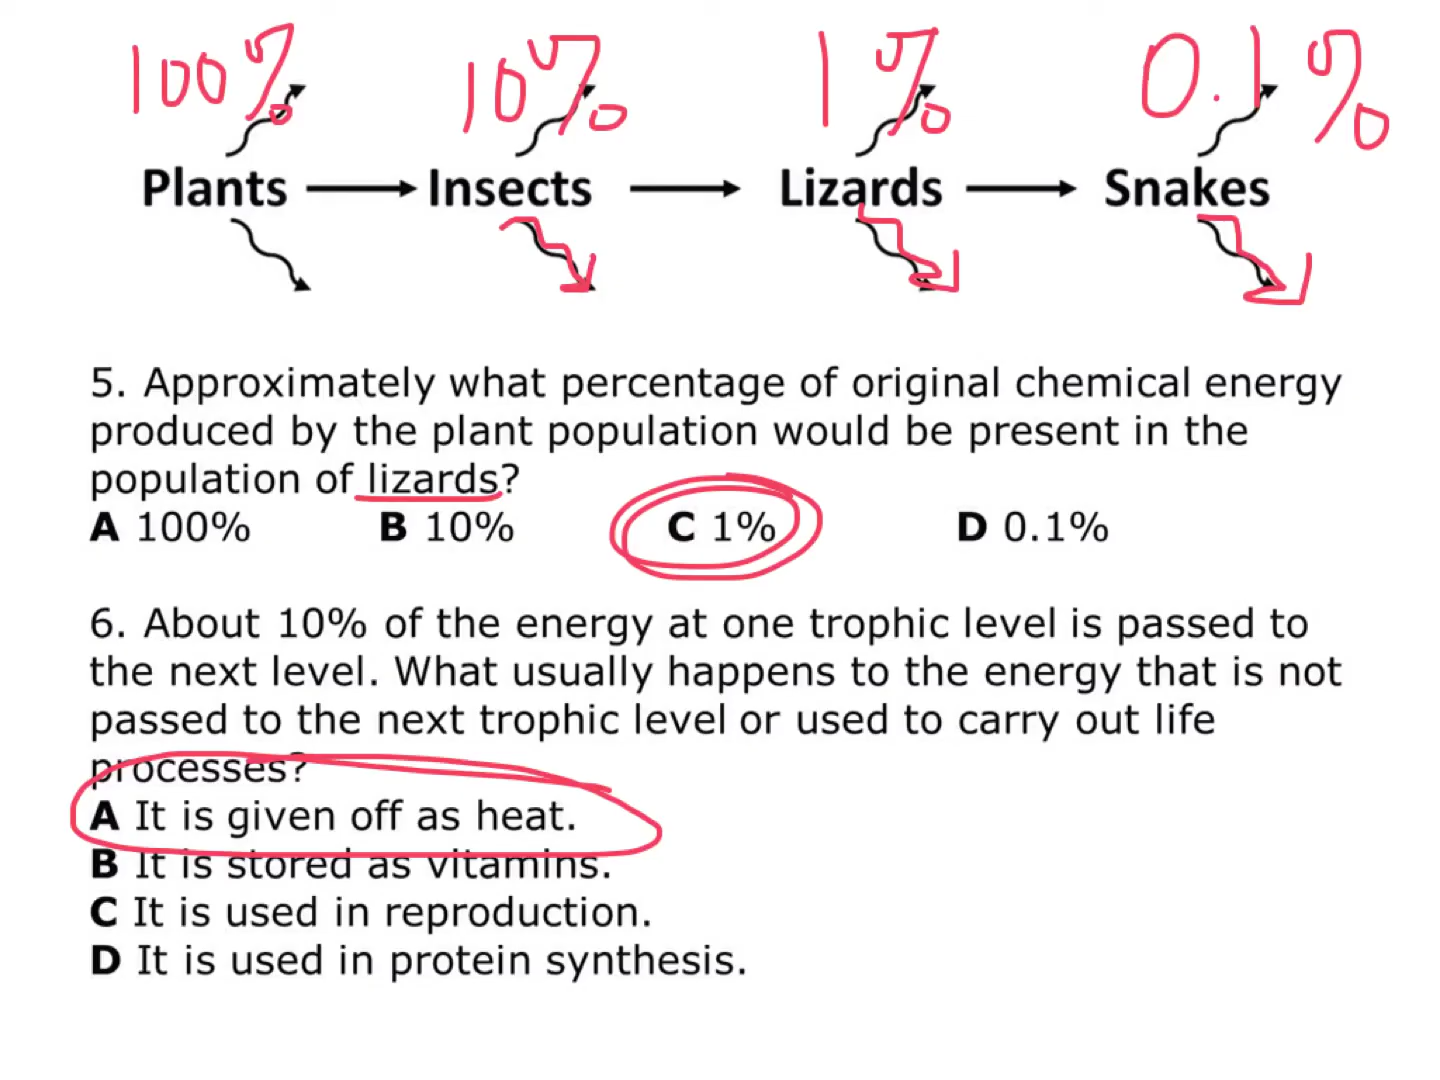 100% 10% 1% 0.1%
Plants Insects Lizards Snakes
5. Approximately what percentage of original chemical energy
produced by the plant population would be present in the
population of lizards?
A 100% B 10% C 1% D 0.1%
6. About 10% of the energy at one trophic level is passed to
the next level. What usually happens to the energy that is not
passed to the next trophic level or used to carry out life
processes?
A It is given off as heat.
B It is stored as vitamins.
C It is used in reproduction.
D It is used in protein synthesis.